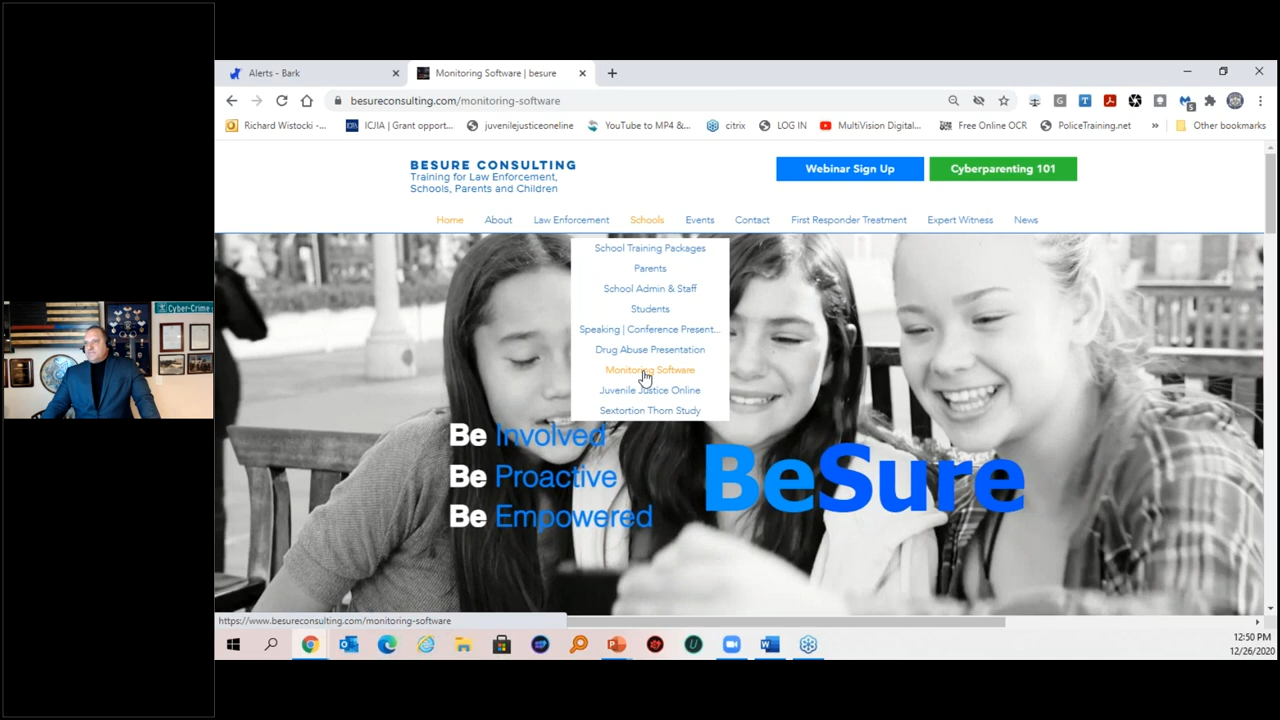 Cyber-Crime
Alerts - Bark
Monitoring Software | besure
besureconsulting.com/monitoring-software
Richard Wistocki -...
ICJIA | Grant opport...
juvenilejusticeonline
YouTube to MP4 &...
citrix
LOG IN
MultiVision Digital...
Free Online OCR
PoliceTraining.net
»
Other bookmarks
BESURE CONSULTING
Training for Law Enforcement,
Schools, Parents and Children
Webinar Sign Up
Cyberparenting 101
Home About Law Enforcement Schools Events Contact First Responder Treatment Expert Witness News
School Training Packages
Parents
School Admin & Staff
Students
Speaking | Conference Present...
Drug Abuse Presentation
Monitoring Software
Juvenile Justice Online
Sextortion Thorn Study
Be Involved
Be Proactive
Be Empowered
BeSure
https://www.besureconsulting.com/monitoring-software
12:50 PM
12/26/2020